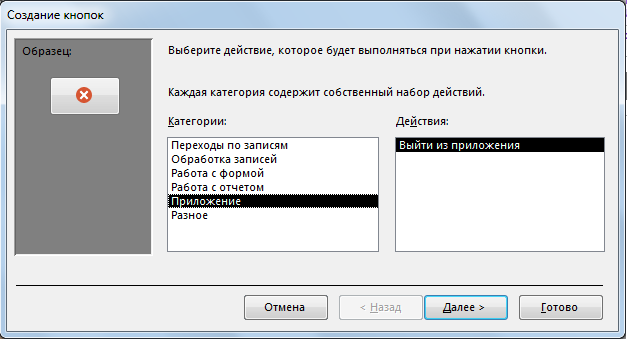 Создание кнопок
Образец:
Выберите действие, которое будет выполняться при нажатии кнопки.
Каждая категория содержит собственный набор действий.
Категории:
Действия:
Переходы по записям
Обработка записей
Работа с формой
Работа с отчетом
Приложение
Разное
Выйти из приложения
Отмена
< Назад
Далее >
Готово